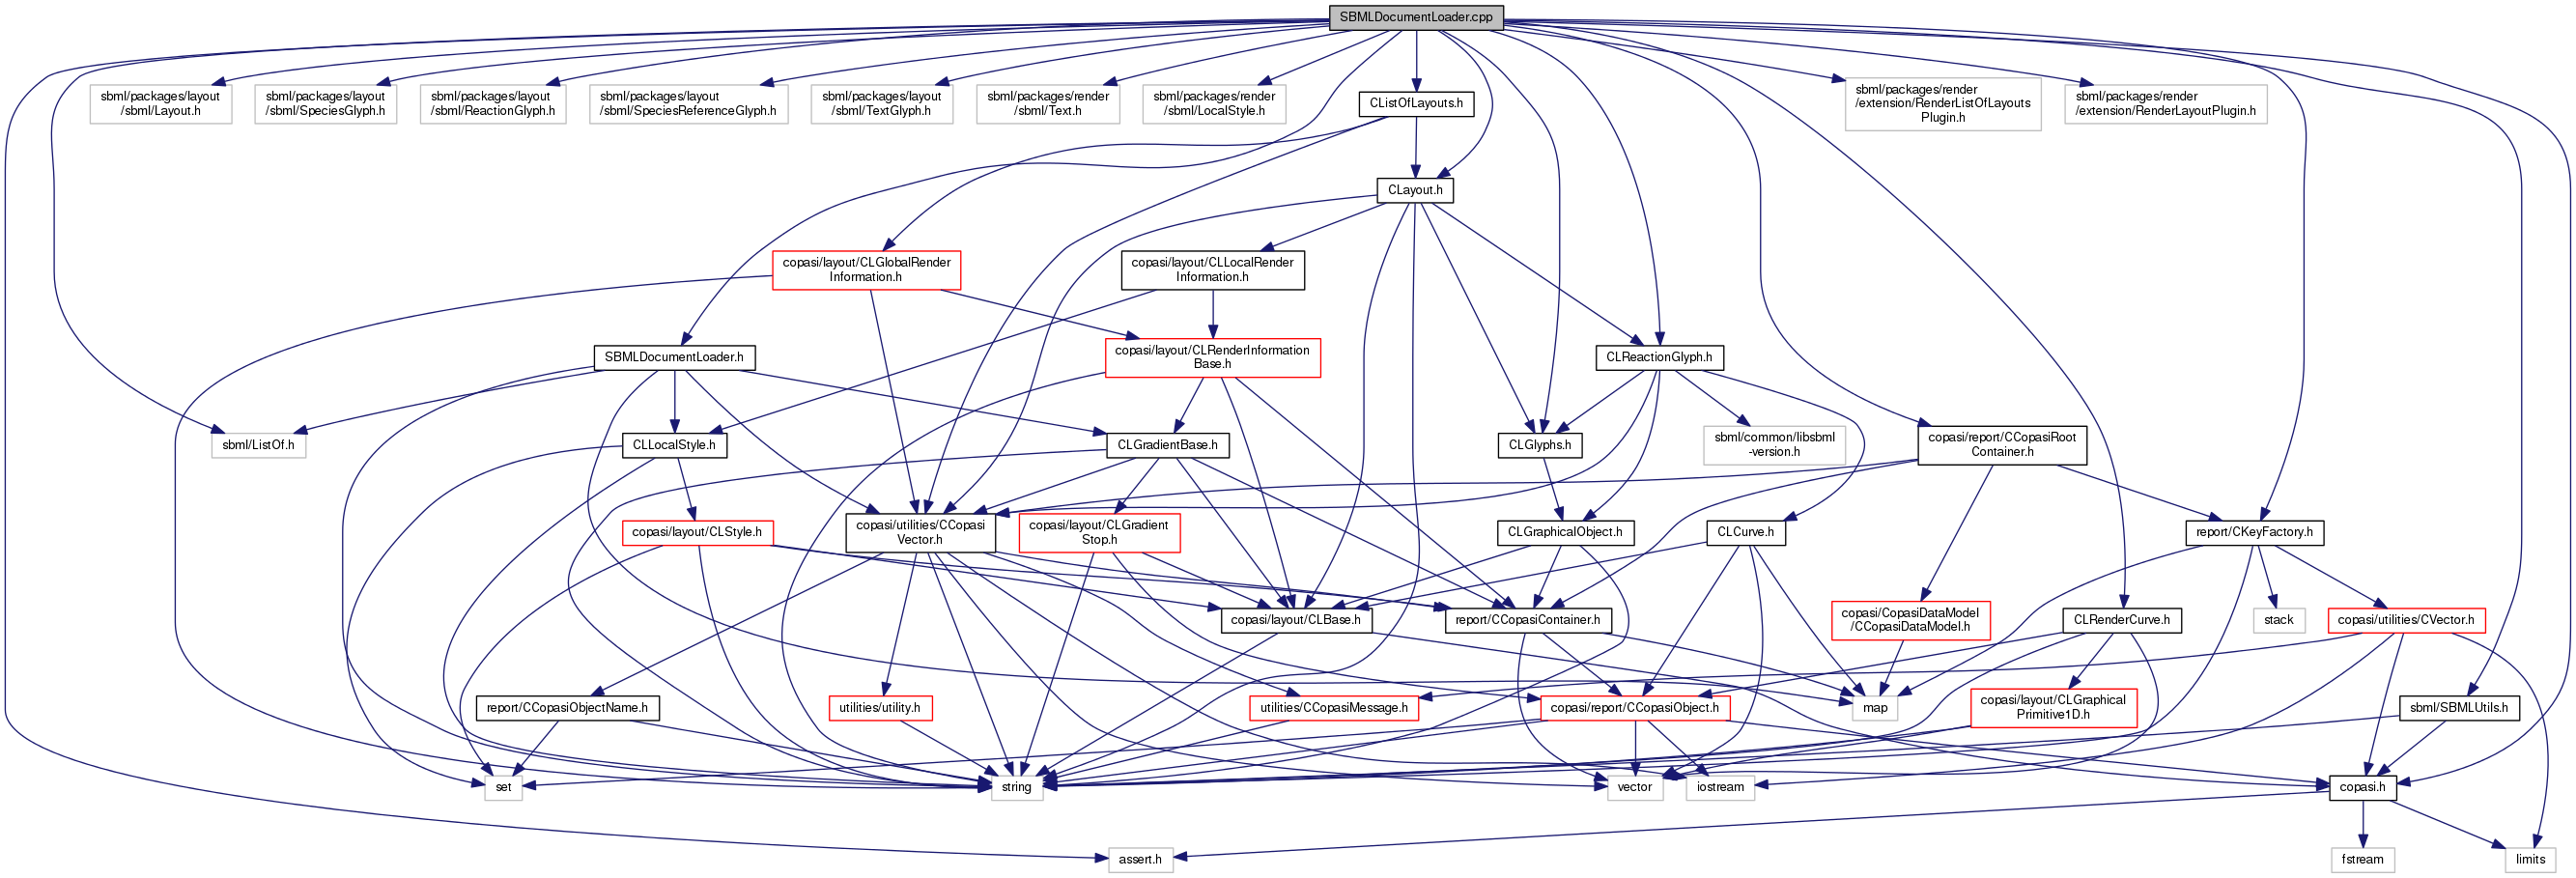 SBMLDocumentLoader.cpp
sbml/packages/layout
/sbml/Layout.h
sbml/packages/layout
/sbml/SpeciesGlyph.h
sbml/packages/layout
/sbml/ReactionGlyph.h
sbml/packages/layout
/sbml/SpeciesReferenceGlyph.h
sbml/packages/layout
/sbml/TextGlyph.h
sbml/packages/render
/sbml/Text.h
sbml/packages/render
/sbml/LocalStyle.h
CListOfLayouts.h
sbml/packages/render
/extension/RenderListOfLayouts
Plugin.h
sbml/packages/render
/extension/RenderLayoutPlugin.h
CLayout.h
copasi/layout/CLGlobalRender
Information.h
copasi/layout/CLLocalRender
Information.h
SBMLDocumentLoader.h
copasi/layout/CLRenderInformation
Base.h
CLReactionGlyph.h
sbml/ListOf.h
CLLocalStyle.h
CLGradientBase.h
CLGlyphs.h
sbml/common/libsbml
-version.h
copasi/report/CCopasiRoot
Container.h
copasi/layout/CLStyle.h
copasi/utilities/CCopasi
Vector.h
copasi/layout/CLGradient
Stop.h
CLGraphicalObject.h
CLCurve.h
report/CKeyFactory.h
copasi/layout/CLBase.h
report/CCopasiContainer.h
copasi/CopasiDataModel
/CCopasiDataModel.h
CLRenderCurve.h
stack
copasi/utilities/CVector.h
report/CCopasiObjectName.h
utilities/utility.h
utilities/CCopasiMessage.h
copasi/report/CCopasiObject.h
map
copasi/layout/CLGraphical
Primitive1D.h
sbml/SBMLUtils.h
set
string
vector
iostream
copasi.h
assert.h
fstream
limits